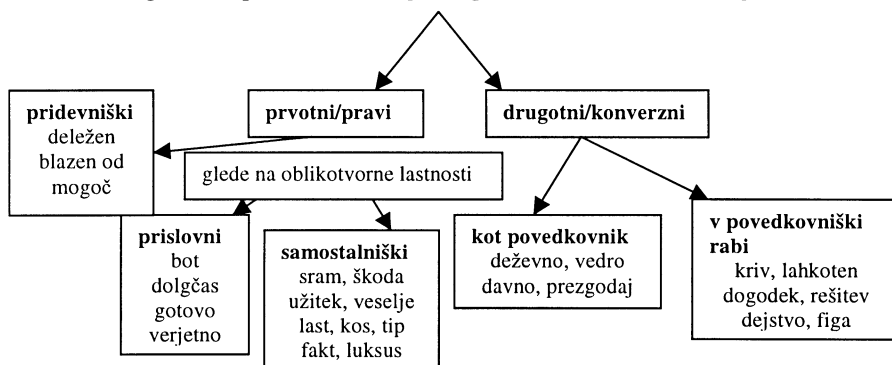 prvotni/pravi
drugotni/konverzni
pridevniški
deležen
blazen od
mogoč
glede na oblikotvorne lastnosti
prislovni
bot
dolgčas
gotovo
verjetno
samostalniški
sram, škoda
užitek, veselje
last, kos, tip
fakt, luksus
kot povedkovnik
deževno, vedro
davno, prezgodaj
v povedkovniški
rabi
kriv, lahkoten
dogodek, rešitev
dejstvo, figa